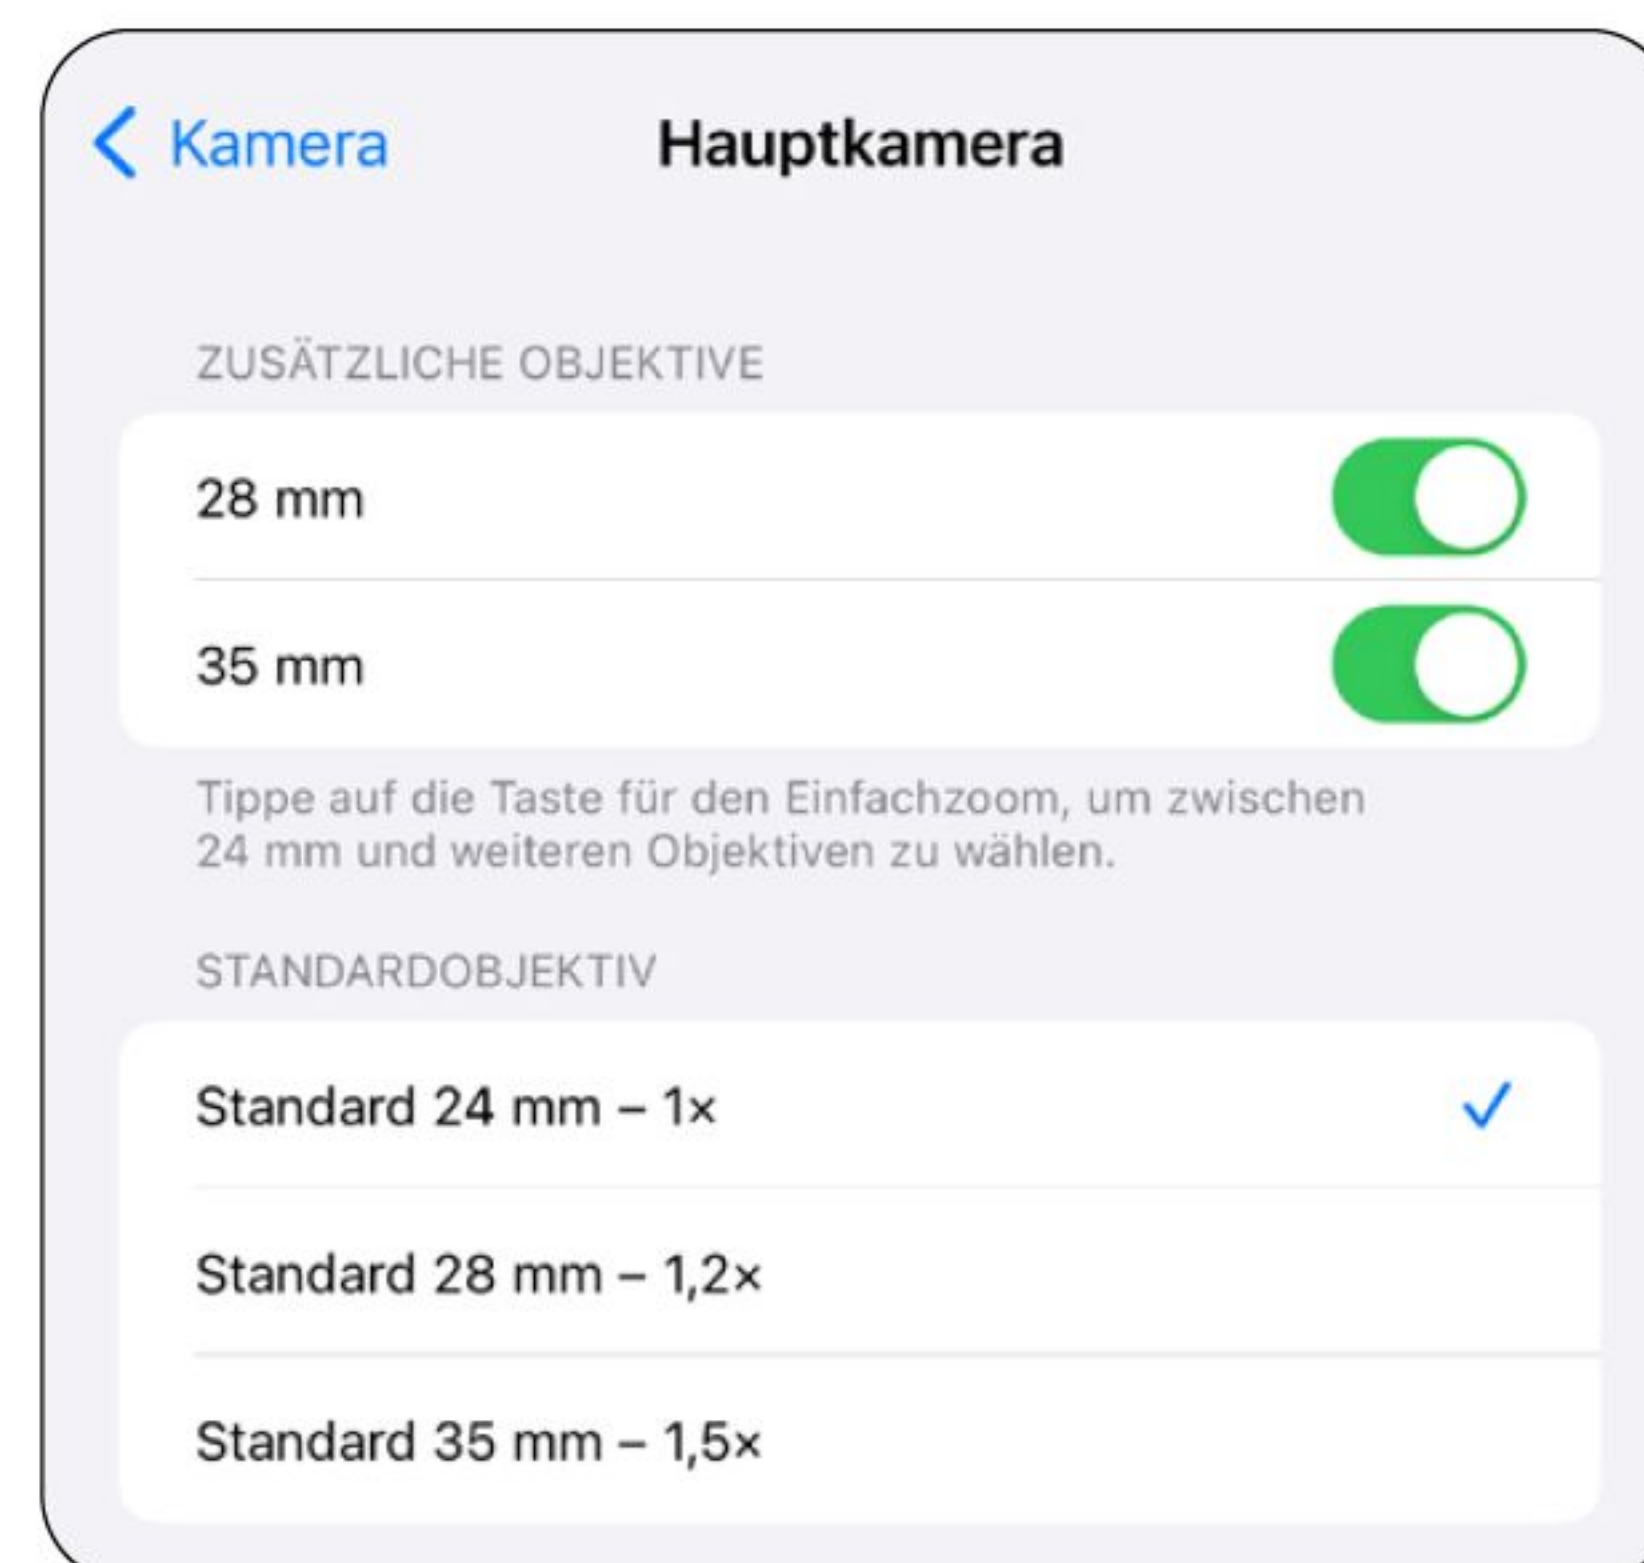 Kamera
Hauptkamera
ZUSÄTZLICHE OBJEKTIVE
28 mm
35 mm
Tippe auf die Taste für den Einfachzoom, um zwischen
24 mm und weiteren Objektiven zu wählen.
STANDARDOBJEKTIV
Standard 24 mm – 1×
Standard 28 mm – 1,2×
Standard 35 mm – 1,5×